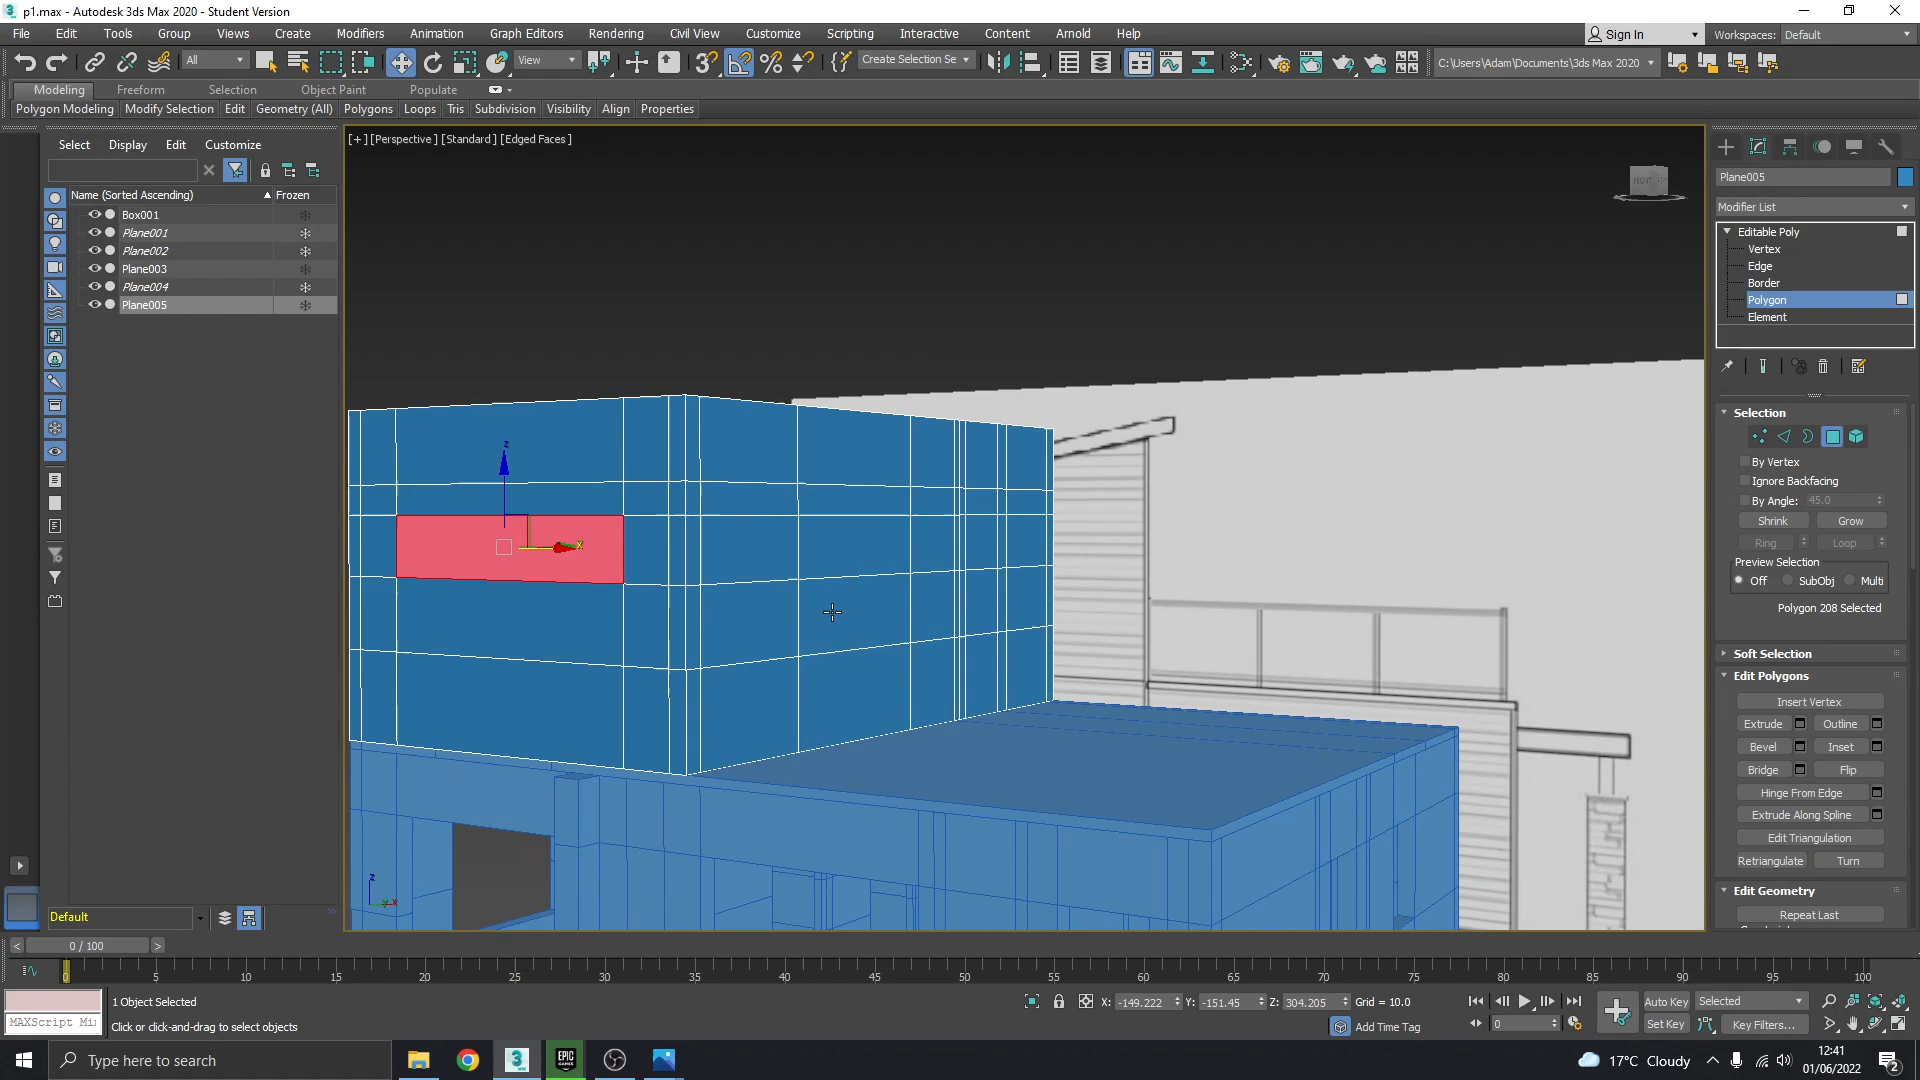 p1.max - Autodesk 3ds Max 2020 - Student Version
File Edit Tools Group Views Create Modifiers Animation Graph Editors Rendering Civil View Customize Scripting Interactive Content Arnold Help
Sign In Workspaces: Default
All View Create Selection Se C:\Users\Adam\Documents\3ds Max 2020
Modeling Freeform Selection Object Paint Populate
Polygon Modeling Modify Selection Edit Geometry (All) Polygons Loops Tris Subdivision Visibility Align Properties
Select Display Edit Customize
Name (Sorted Ascending) Frozen
Box001
Plane001
Plane002
Plane003
Plane004
Plane005
[+] [Perspective ] [Standard ] [Edged Faces ]
FRONT
z
x
z
y x
Plane005
Modifier List
Editable Poly
Vertex
Edge
Border
Polygon
Element
Selection
By Vertex
Ignore Backfacing
By Angle: 45.0
Shrink Grow
Ring Loop
Preview Selection
Off SubObj Multi
Polygon 208 Selected
Soft Selection
Edit Polygons
Insert Vertex
Extrude Outline
Bevel Inset
Bridge Flip
Hinge From Edge
Extrude Along Spline
Edit Triangulation
Retriangulate Turn
Edit Geometry
Repeat Last
Default
0 / 100
0 5 10 15 20 25 30 35 40 45 50 55 60 65 70 75 80 85 90 95 100
1 Object Selected
X: -149.222 Y: -151.45 Z: 304.205 Grid = 10.0
Auto Key Selected
MAXScript Mi
Click or click-and-drag to select objects
Add Time Tag
0
Set Key Key Filters...
Type here to search
EPIC GAMES
17°C Cloudy
12:41
01/06/2022
2